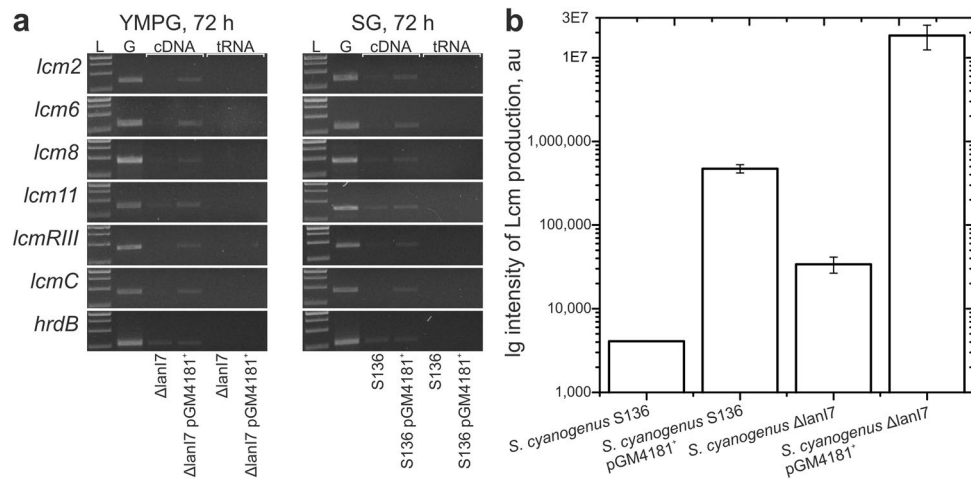 a
YMPG, 72 h
SG, 72 h
L G cDNA tRNA
L G cDNA tRNA
lcm2
lcm6
lcm8
lcm11
lcmRIII
lcmC
hrdB
ΔlanI7
ΔlanI7 pGM4181⁺
ΔlanI7
ΔlanI7 pGM4181⁺
S136
S136 pGM4181⁺
S136
S136 pGM4181⁺
b
lg intensity of Lcm production, au
3E7
1E7
1,000,000
100,000
10,000
1,000
S. cyanogenus S136
S. cyanogenus S136
pGM4181⁺
S. cyanogenus ΔlanI7
S. cyanogenus ΔlanI7
pGM4181⁺